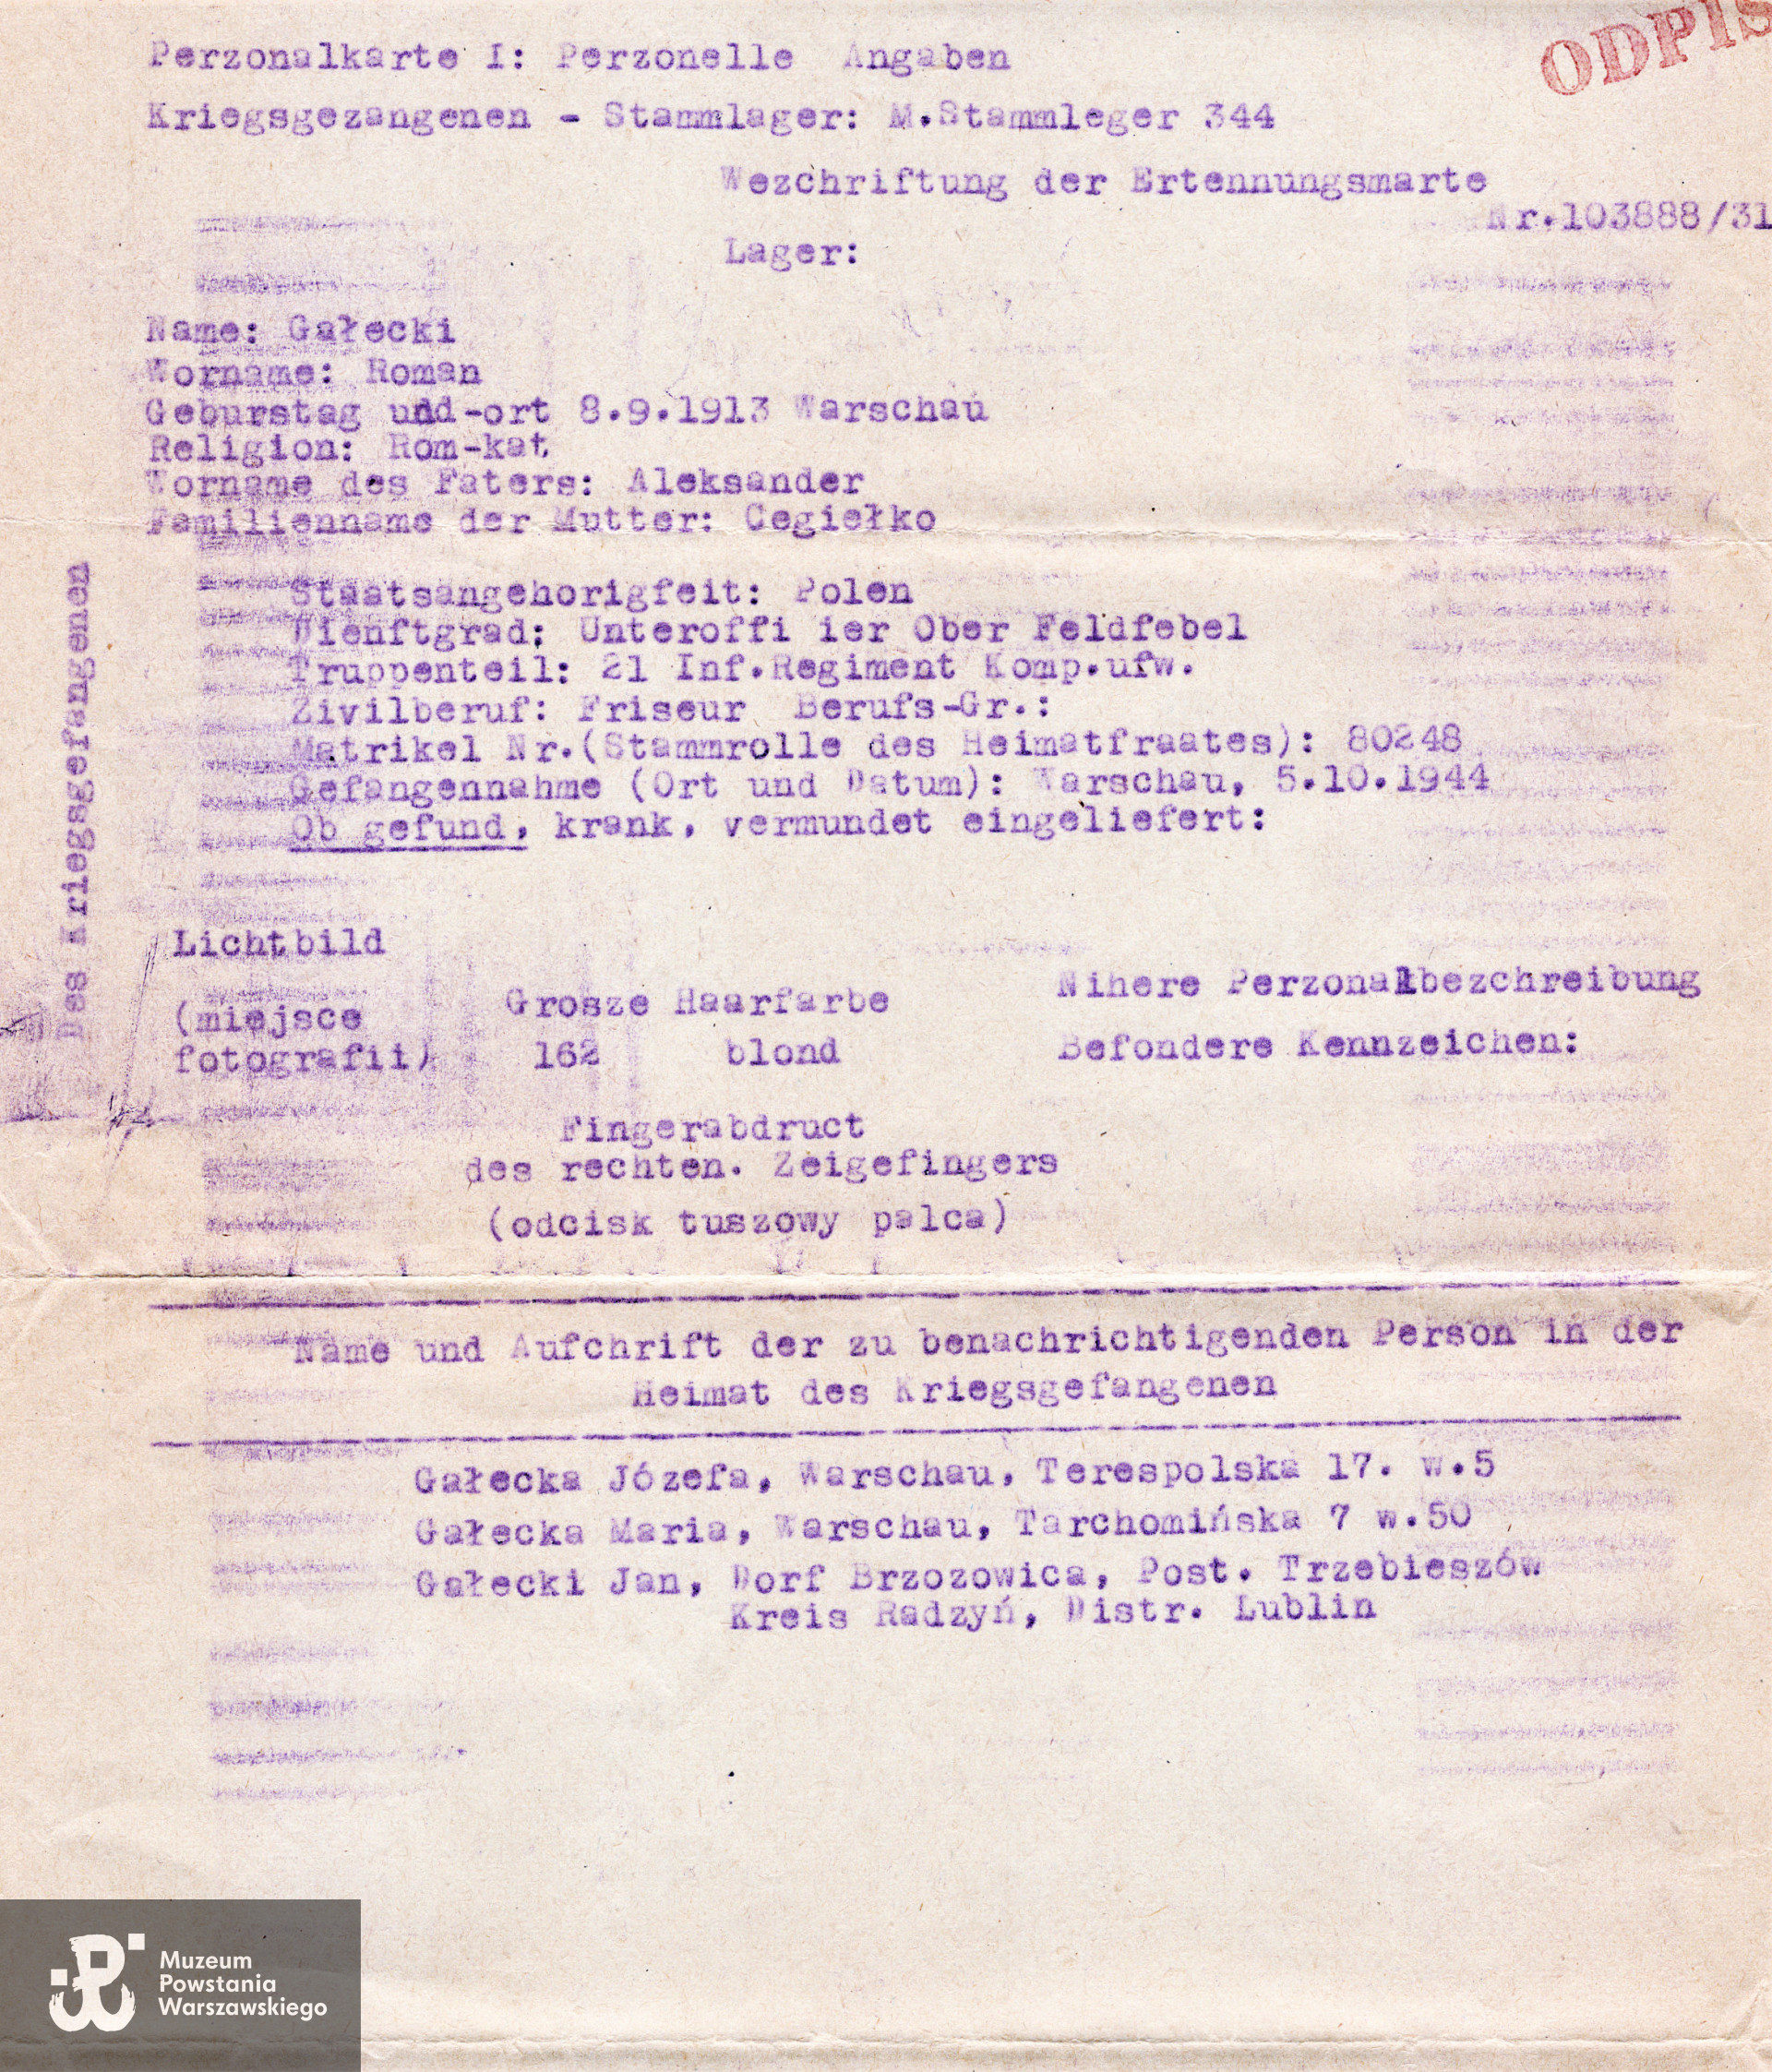 ODPIS
Perzonalkarte I: Perzonelle Angaben
Kriegsgezangenen - Stammlager: M.Stammleger 344
Wezchriftung der Ertennungsmarte
Nr.103888/31
Lager:
Name: Gałecki
Worname: Roman
Geburstag und-ort 8.9.1913 Warschau
Religion: Rom-kat
Worname des Faters: Aleksander
Familienname der Mutter: Cegiełko
Des Kriegsgefangenen
Staatsangehorigfeit: Polen
Dienftgrad: Unteroffi ier Ober Feldfebel
Truppenteil: 21 Inf.Regiment Komp.ufw.
Zivilberuf: Friseur Berufs-Gr.:
Matrikel Nr.(Stammrolle des Heimatfraates): 80248
Gefangennahme (Ort und Datum): Warschau, 5.10.1944
Ob gefund, krank, vermundet eingeliefert:
Lichtbild
(miejsce
fotografii)
Grosze Haarfarbe
162 blond
Nihere Perzonalbezchreibung
Befondere Kennzeichen:
Fingerabdruct
des rechten. Zeigefingers
(odcisk tuszowy palca)
Name und Aufchrift der zu benachrichtigenden Person in der
Heimat des Kriegsgefangenen
Gałecka Józefa, Warschau, Terespolska 17. w.5
Gałecka Maria, Warschau, Tarchomińska 7 w.50
Gałecki Jan, Dorf Brzozowica, Post. Trzebieszów
Kreis Radzyń, Distr. Lublin
Muzeum
Powstania
Warszawskiego